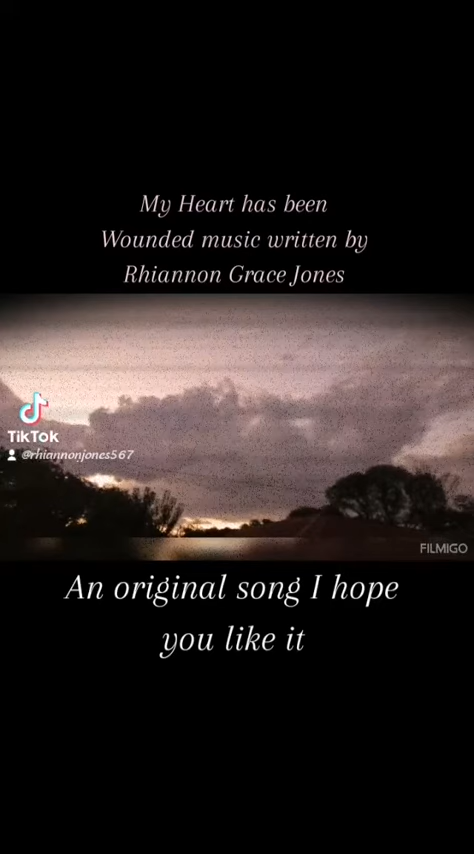 My Heart has been
Wounded music written by
Rhiannon Grace Jones
TikTok
@rhiannonjones567
FILMIGO
An original song I hope
you like it